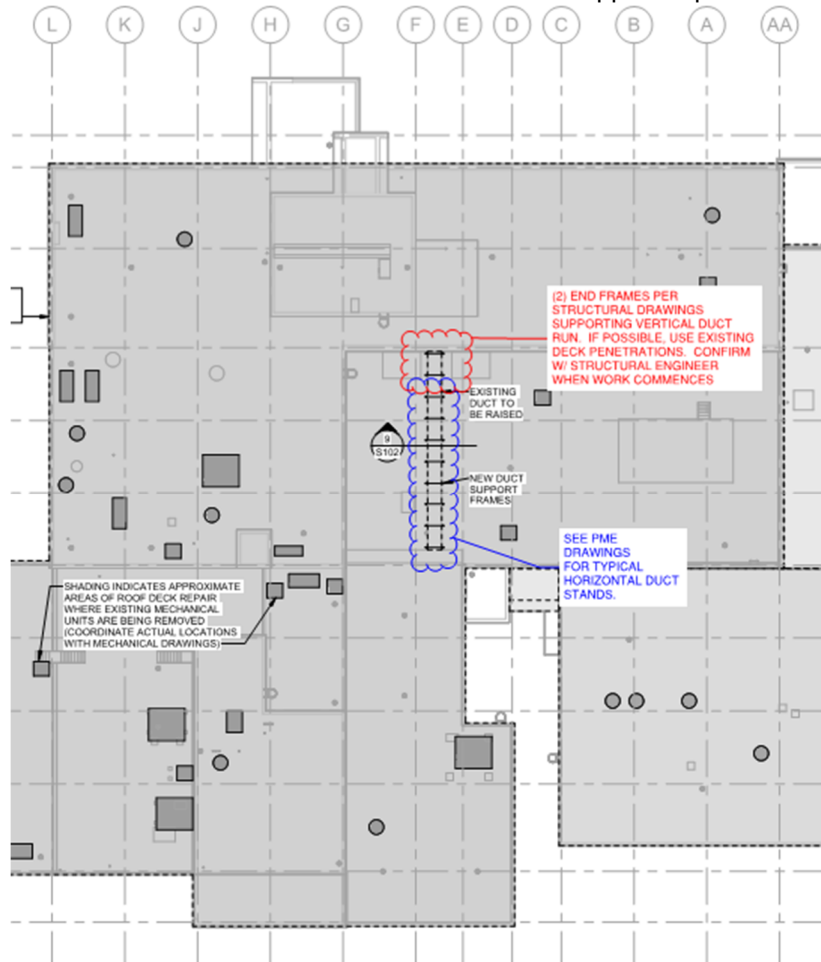 L K J H G F E D C B A AA
(2) END FRAMES PER
STRUCTURAL DRAWINGS
SUPPORTING VERTICAL DUCT
RUN. IF POSSIBLE, USE EXISTING
DECK PENETRATIONS. CONFIRM
W/ STRUCTURAL ENGINEER
WHEN WORK COMMENCES
EXISTING
DUCT TO
BE RAISED
9
S102
NEW DUCT
SUPPORT
FRAMES
SEE PME
DRAWINGS
FOR TYPICAL
HORIZONTAL DUCT
STANDS.
SHADING INDICATES APPROXIMATE
AREAS OF ROOF DECK REPAIR
WHERE EXISTING MECHANICAL
UNITS ARE BEING REMOVED
(COORDINATE ACTUAL LOCATIONS
WITH MECHANICAL DRAWINGS)